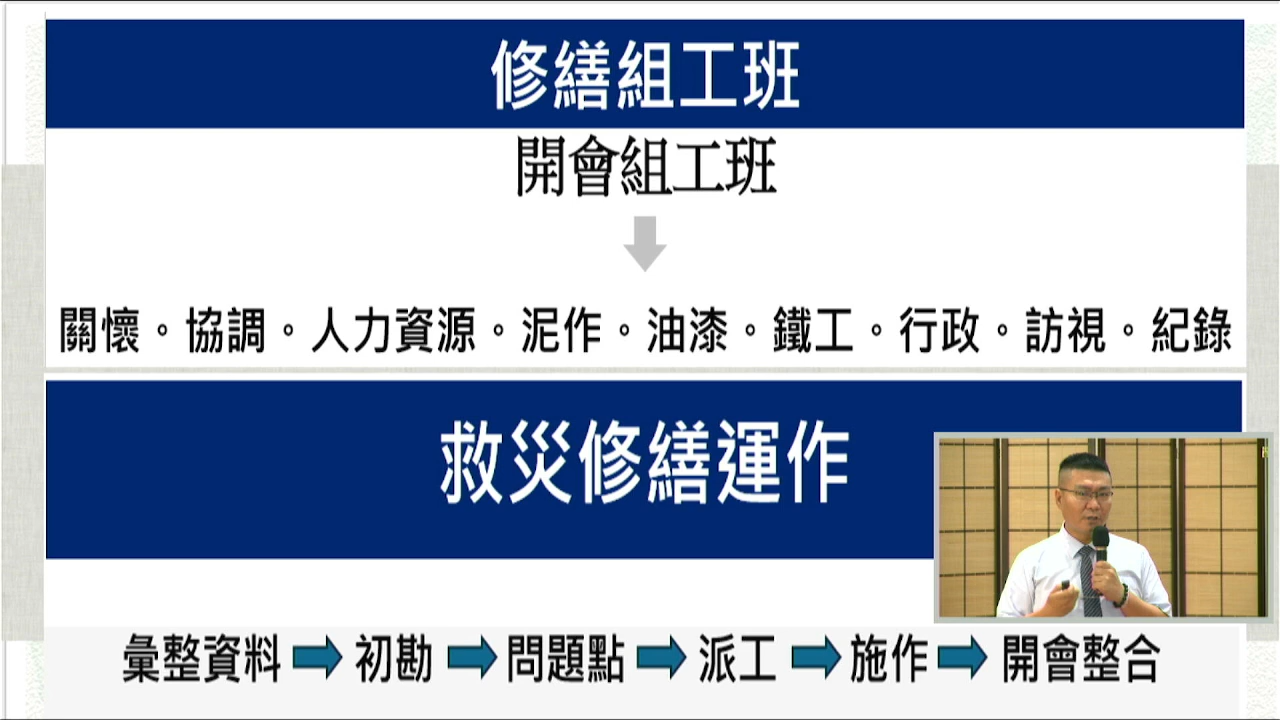 修繕組工班
開會組工班
關懷。協調。人力資源。泥作。油漆。鐵工。行政。訪視。紀錄
救災修繕運作
彙整資料 初勘 問題點 派工 施作 開會整合